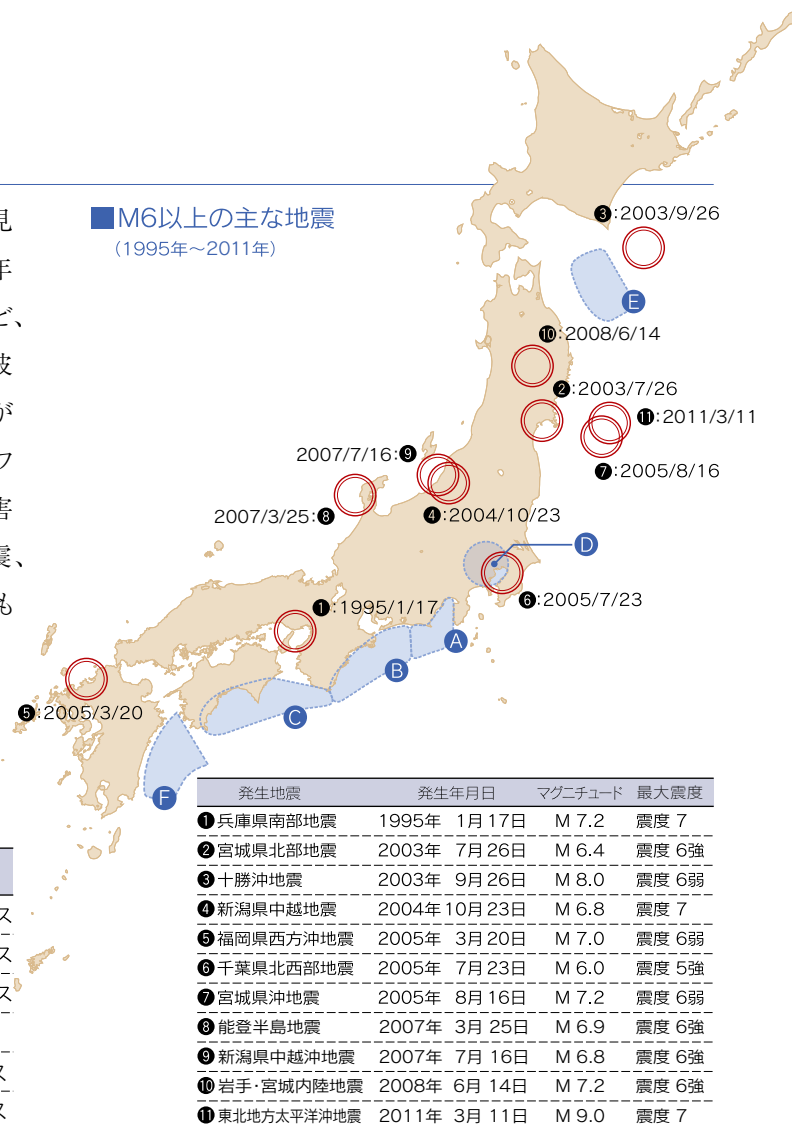 見
年
ど、
技
が
フ
害
震、
も
■M6以上の主な地震
（1995年～2011年）
❸：2003/9/26
E
❿：2008/6/14
❷：2003/7/26
⓫：2011/3/11
2007/7/16：❾
❼：2005/8/16
2007/3/25：❽
❹：2004/10/23
D
❻：2005/7/23
❶：1995/1/17
A
B
C
❺：2005/3/20
F
発生地震 発生年月日 マグニチュード 最大震度
❶兵庫県南部地震 1995年 1月17日 M 7.2 震度 7
❷宮城県北部地震 2003年 7月26日 M 6.4 震度 6強
❸十勝沖地震 2003年 9月26日 M 8.0 震度 6弱
❹新潟県中越地震 2004年10月23日 M 6.8 震度 7
❺福岡県西方沖地震 2005年 3月20日 M 7.0 震度 6弱
❻千葉県北西部地震 2005年 7月23日 M 6.0 震度 5強
❼宮城県沖地震 2005年 8月16日 M 7.2 震度 6弱
❽能登半島地震 2007年 3月 25日 M 6.9 震度 6強
❾新潟県中越沖地震 2007年 7月 16日 M 6.8 震度 6強
❿岩手・宮城内陸地震 2008年 6月 14日 M 7.2 震度 6強
⓫東北地方太平洋沖地震 2011年 3月 11日 M 9.0 震度 7
ス
ス
ス
ス
ス